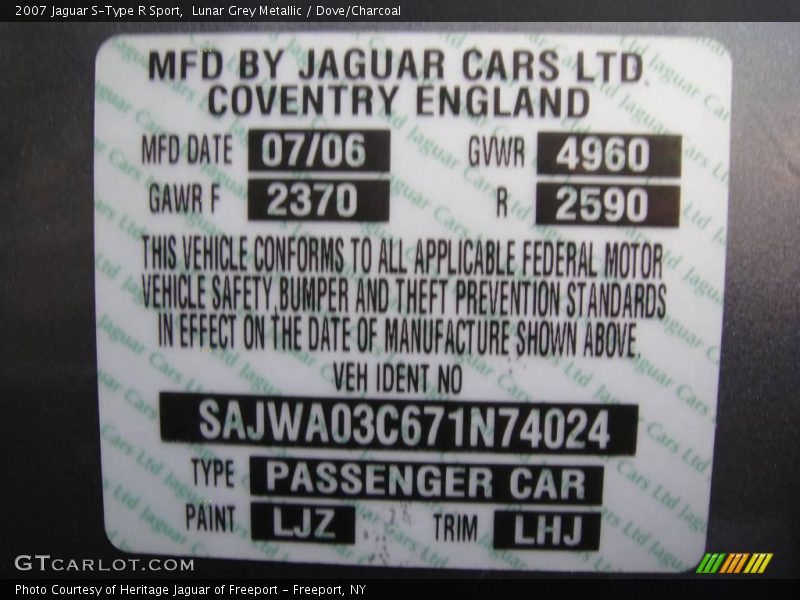 2007 Jaguar S-Type R Sport,  Lunar Grey Metallic / Dove/Charcoal
MFD BY JAGUAR CARS LTD.
COVENTRY ENGLAND
MFD DATE 07/06 GVWR 4960
GAWR F 2370 R 2590
THIS VEHICLE CONFORMS TO ALL APPLICABLE FEDERAL MOTOR
VEHICLE SAFETY,BUMPER AND THEFT PREVENTION STANDARDS
IN EFFECT ON THE DATE OF MANUFACTURE SHOWN ABOVE.
VEH IDENT NO
SAJWA03C671N74024
TYPE PASSENGER CAR
PAINT LJZ TRIM LHJ
GTCARLOT.COM
Photo Courtesy of Heritage Jaguar of Freeport - Freeport, NY